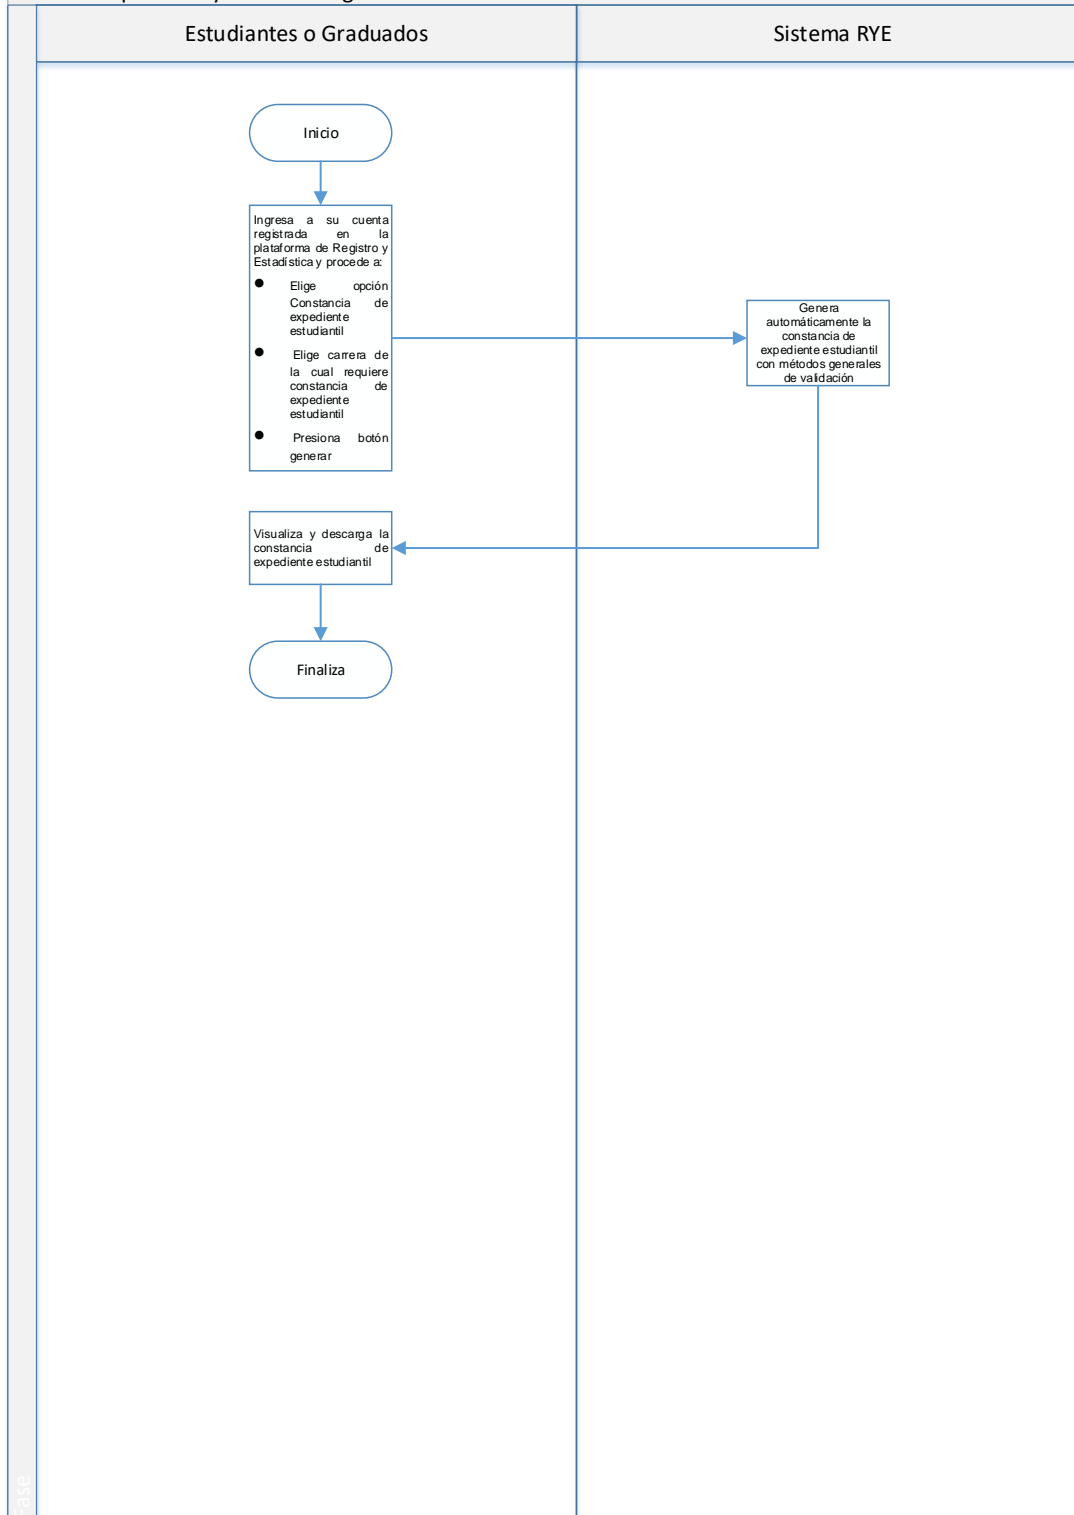 Estudiantes o Graduados
Sistema RYE
Inicio
Ingresa a su cuenta
registrada en la
plataforma de Registro y
Estadística y procede a:
● Elige opción
Constancia de
expediente
estudiantil
● Elige carrera de
la cual requiere
constancia de
expediente
estudiantil
● Presiona botón
generar
Genera
automáticamente la
constancia de
expediente estudiantil
con métodos generales
de validación
Visualiza y descarga la
constancia de
expediente estudiantil
Finaliza
Fase